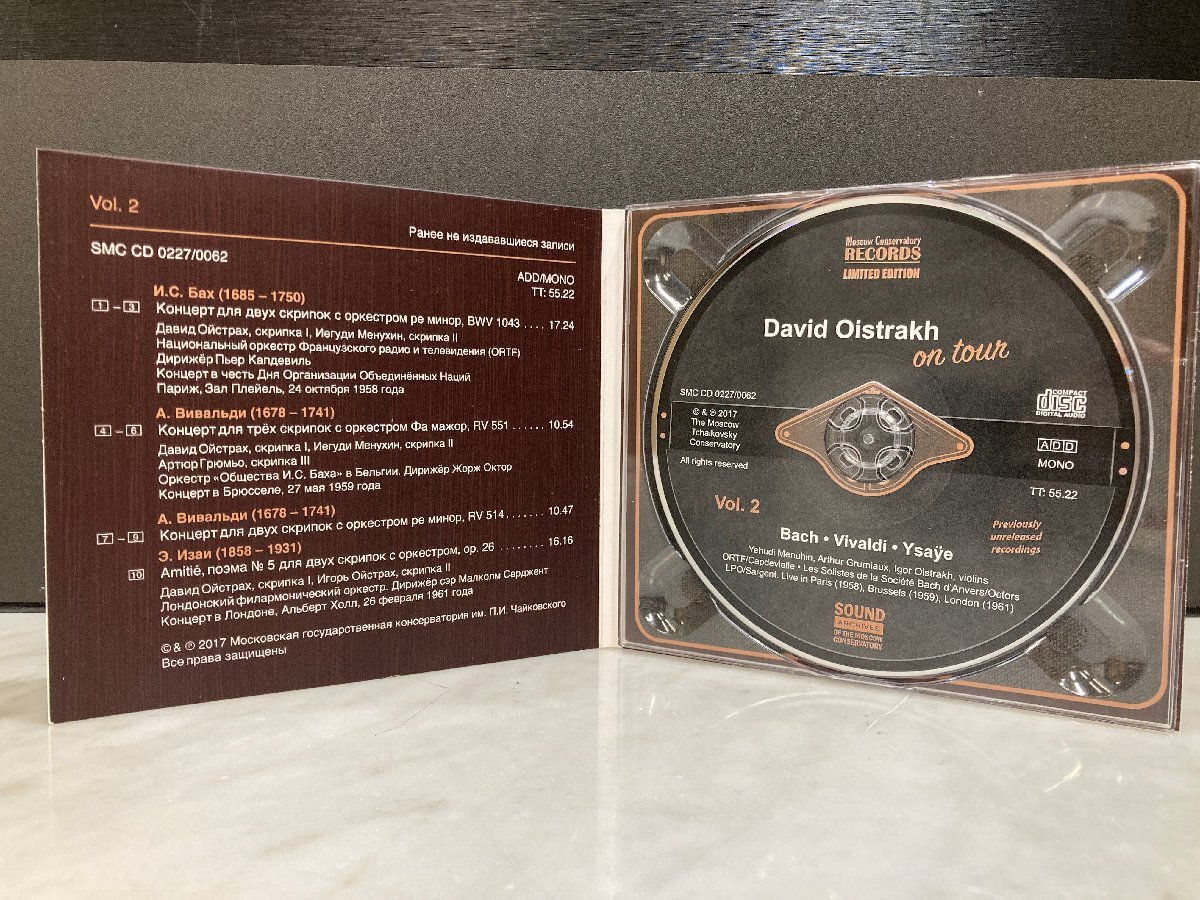 Vol. 2
Ранее не издававшиеся записи
SMC CD 0227/0062
ADD/MONO
TT: 55.22
И.С. Бах (1685 – 1750)
1 – 3 Концерт для двух скрипок с оркестром ре минор, BWV 1043 .... 17.24
Давид Ойстрах, скрипка I, Иегуди Менухин, скрипка II
Национальный оркестр Французского радио и телевидения (ORTF)
Дирижёр Пьер Капдевиль
Концерт в честь Дня Организации Объединённых Наций
Париж, Зал Плейель, 24 октября 1958 года
А. Вивальди (1678 – 1741)
4 – 6 Концерт для трёх скрипок с оркестром Фа мажор, RV 551 ...... 10.54
Давид Ойстрах, скрипка I, Иегуди Менухин, скрипка II
Артюр Грюмьо, скрипка III
Оркестр «Общества И.С. Баха» в Бельгии. Дирижёр Жорж Октор
Концерт в Брюсселе, 27 мая 1959 года
А. Вивальди (1678 – 1741)
7 – 9 Концерт для двух скрипок с оркестром ре минор, RV 514 ....... 10.47
Э. Изаи (1858 – 1931)
10 Amitié, поэма № 5 для двух скрипок с оркестром, op. 26 ........ 16.16
Давид Ойстрах, скрипка I, Игорь Ойстрах, скрипка II
Лондонский филармонический оркестр. Дирижёр сэр Малколм Сарджент
Концерт в Лондоне, Альберт Холл, 26 февраля 1961 года
© & ℗ 2017 Московская государственная консерватория им. П.И. Чайковского
Все права защищены
Moscow Conservatory
RECORDS
LIMITED EDITION
David Oistrakh
on tour
SMC CD 0227/0062
© & ℗ 2017
The Moscow
Tchaikovsky
Conservatory
All rights reserved
COMPACT
disc
DIGITAL AUDIO
ADD
MONO
TT: 55.22
Vol. 2
Previously
unreleased
recordings
Bach • Vivaldi • Ysaÿe
Yehudi Menuhin, Arthur Grumiaux, Igor Oistrakh, violins
ORTF/Capdevielle • Les Solistes de la Société Bach d'Anvers/Octors
LPO/Sargent. Live in Paris (1958), Brussels (1959), London (1961)
SOUND
ARCHIVES
OF THE MOSCOW
CONSERVATORY